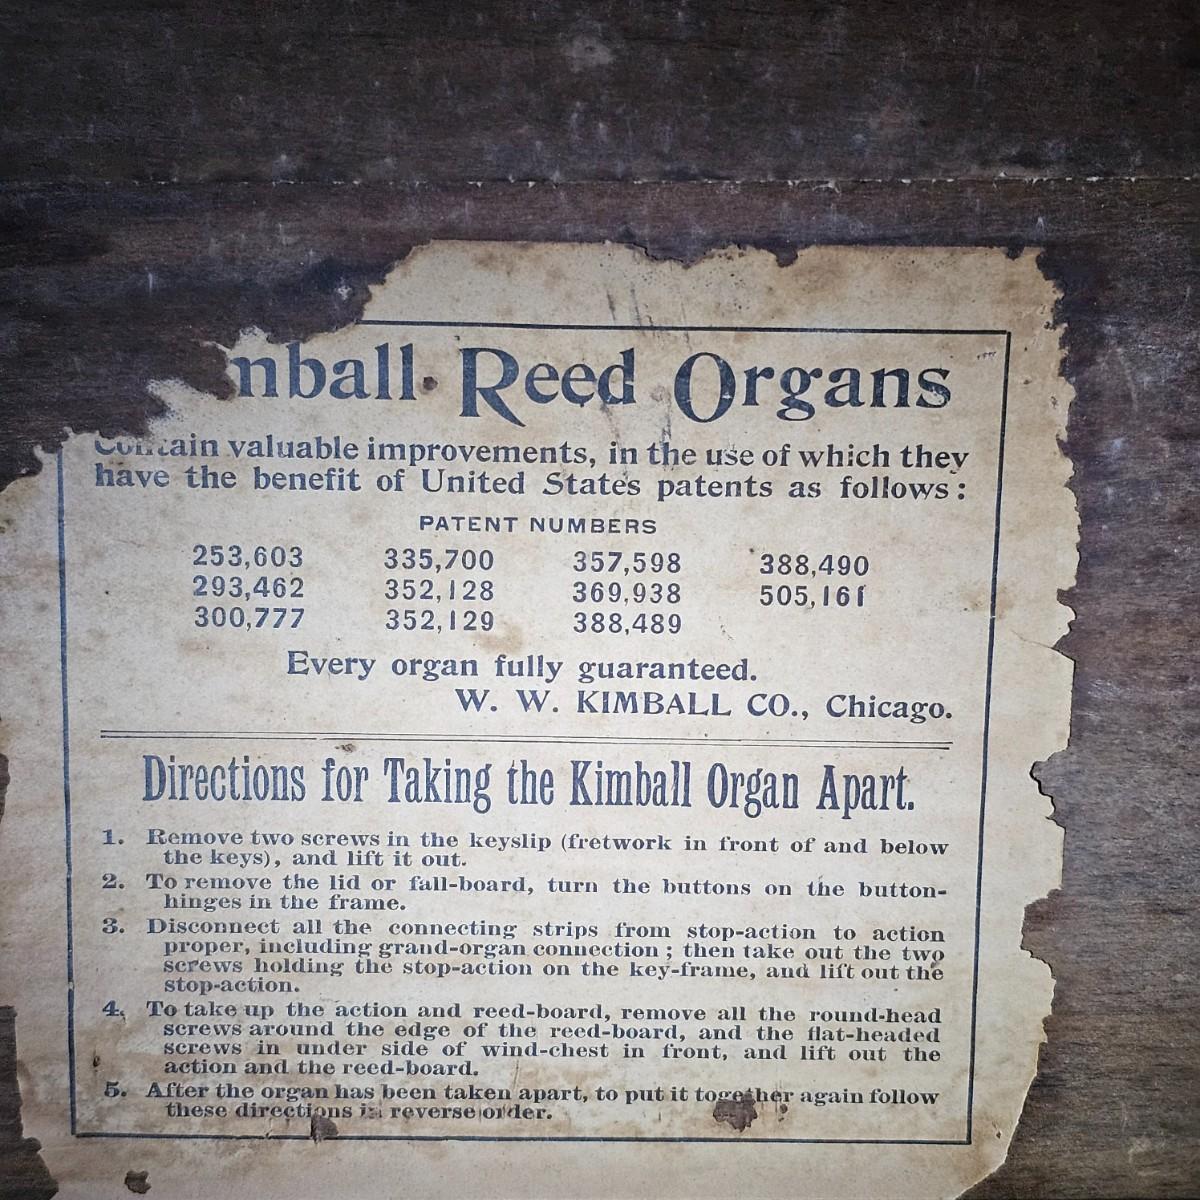 mball Reed Organs
Contain valuable improvements, in the use of which they
have the benefit of United States patents as follows:
PATENT NUMBERS
253,603 335,700 357,598 388,490
293,462 352,128 369,938 505,161
300,777 352,129 388,489
Every organ fully guaranteed.
W. W. KIMBALL CO., Chicago.
Directions for Taking the Kimball Organ Apart.
1. Remove two screws in the keyslip (fretwork in front of and below
the keys), and lift it out.
2. To remove the lid or fall-board, turn the buttons on the button-
hinges in the frame.
3. Disconnect all the connecting strips from stop-action to action
proper, including grand-organ connection; then take out the two
screws holding the stop-action on the key-frame, and lift out the
stop-action.
4. To take up the action and reed-board, remove all the round-head
screws around the edge of the reed-board, and the flat-headed
screws in under side of wind-chest in front, and lift out the
action and the reed-board.
5. After the organ has been taken apart, to put it together again follow
these directions in reverse order.